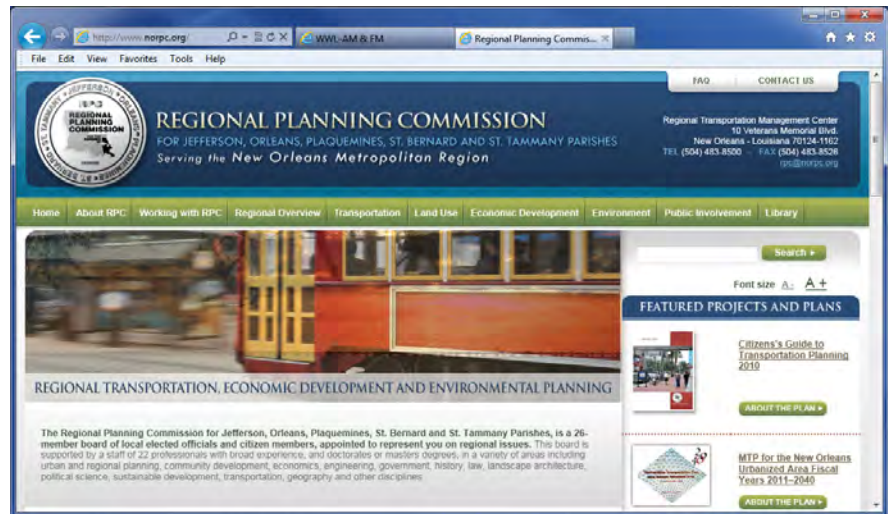 http://www.norpc.org/
WWL-AM & FM
Regional Planning Commis...
File Edit View Favorites Tools Help
FAQ CONTACT US
REGIONAL PLANNING COMMISSION
REGIONAL PLANNING COMMISSION
FOR JEFFERSON, ORLEANS, PLAQUEMINES, ST. BERNARD AND ST. TAMMANY PARISHES
Serving the New Orleans Metropolitan Region
Regional Transportation Management Center
10 Veterans Memorial Blvd.
New Orleans - Louisiana 70124-1162
TEL (504) 483-8500 - FAX (504) 483-8526
rpc@norpc.org
Home About RPC Working with RPC Regional Overview Transportation Land Use Economic Development Environment Public Involvement Library
Search
Font size A- A+
FEATURED PROJECTS AND PLANS
Citizens's Guide to
Transportation Planning
2010
ABOUT THE PLAN
MTP for the New Orleans
Urbanized Area Fiscal
Years 2011–2040
ABOUT THE PLAN
REGIONAL TRANSPORTATION, ECONOMIC DEVELOPMENT AND ENVIRONMENTAL PLANNING
The Regional Planning Commission for Jefferson, Orleans, Plaquemines, St. Bernard and St. Tammany Parishes, is a 26-
member board of local elected officials and citizen members, appointed to represent you on regional issues. This board is
supported by a staff of 22 professionals with broad experience, and doctorates or masters degrees, in a variety of areas including
urban and regional planning, community development, economics, engineering, government, history, law, landscape architecture,
political science, sustainable development, transportation, geography and other disciplines